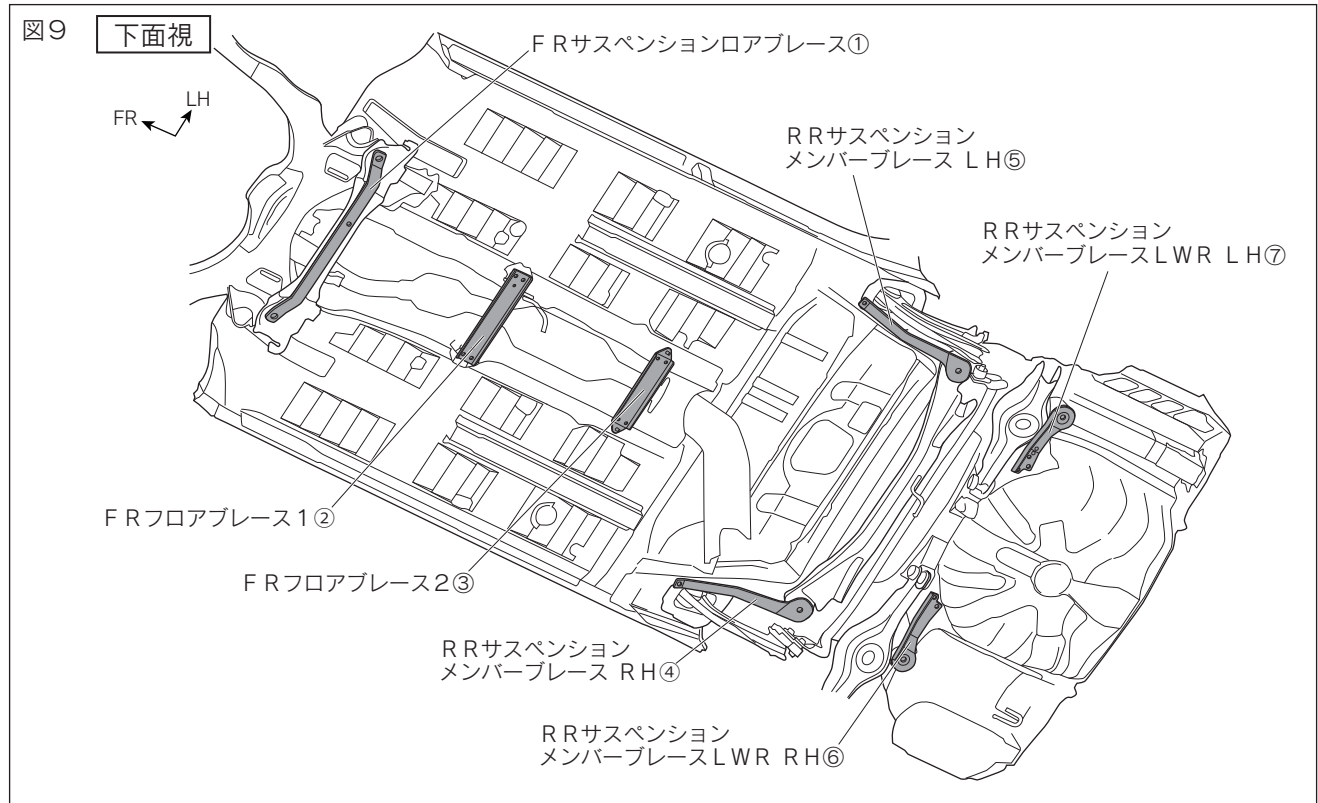 図9
下面視
FR
LH
ＦＲサスペンションロアブレース①
ＲＲサスペンション
メンバーブレース ＬＨ⑤
ＲＲサスペンション
メンバーブレースＬＷＲ ＬＨ⑦
ＦＲフロアブレース１②
ＦＲフロアブレース２③
ＲＲサスペンション
メンバーブレース ＲＨ④
ＲＲサスペンション
メンバーブレースＬＷＲ ＲＨ⑥